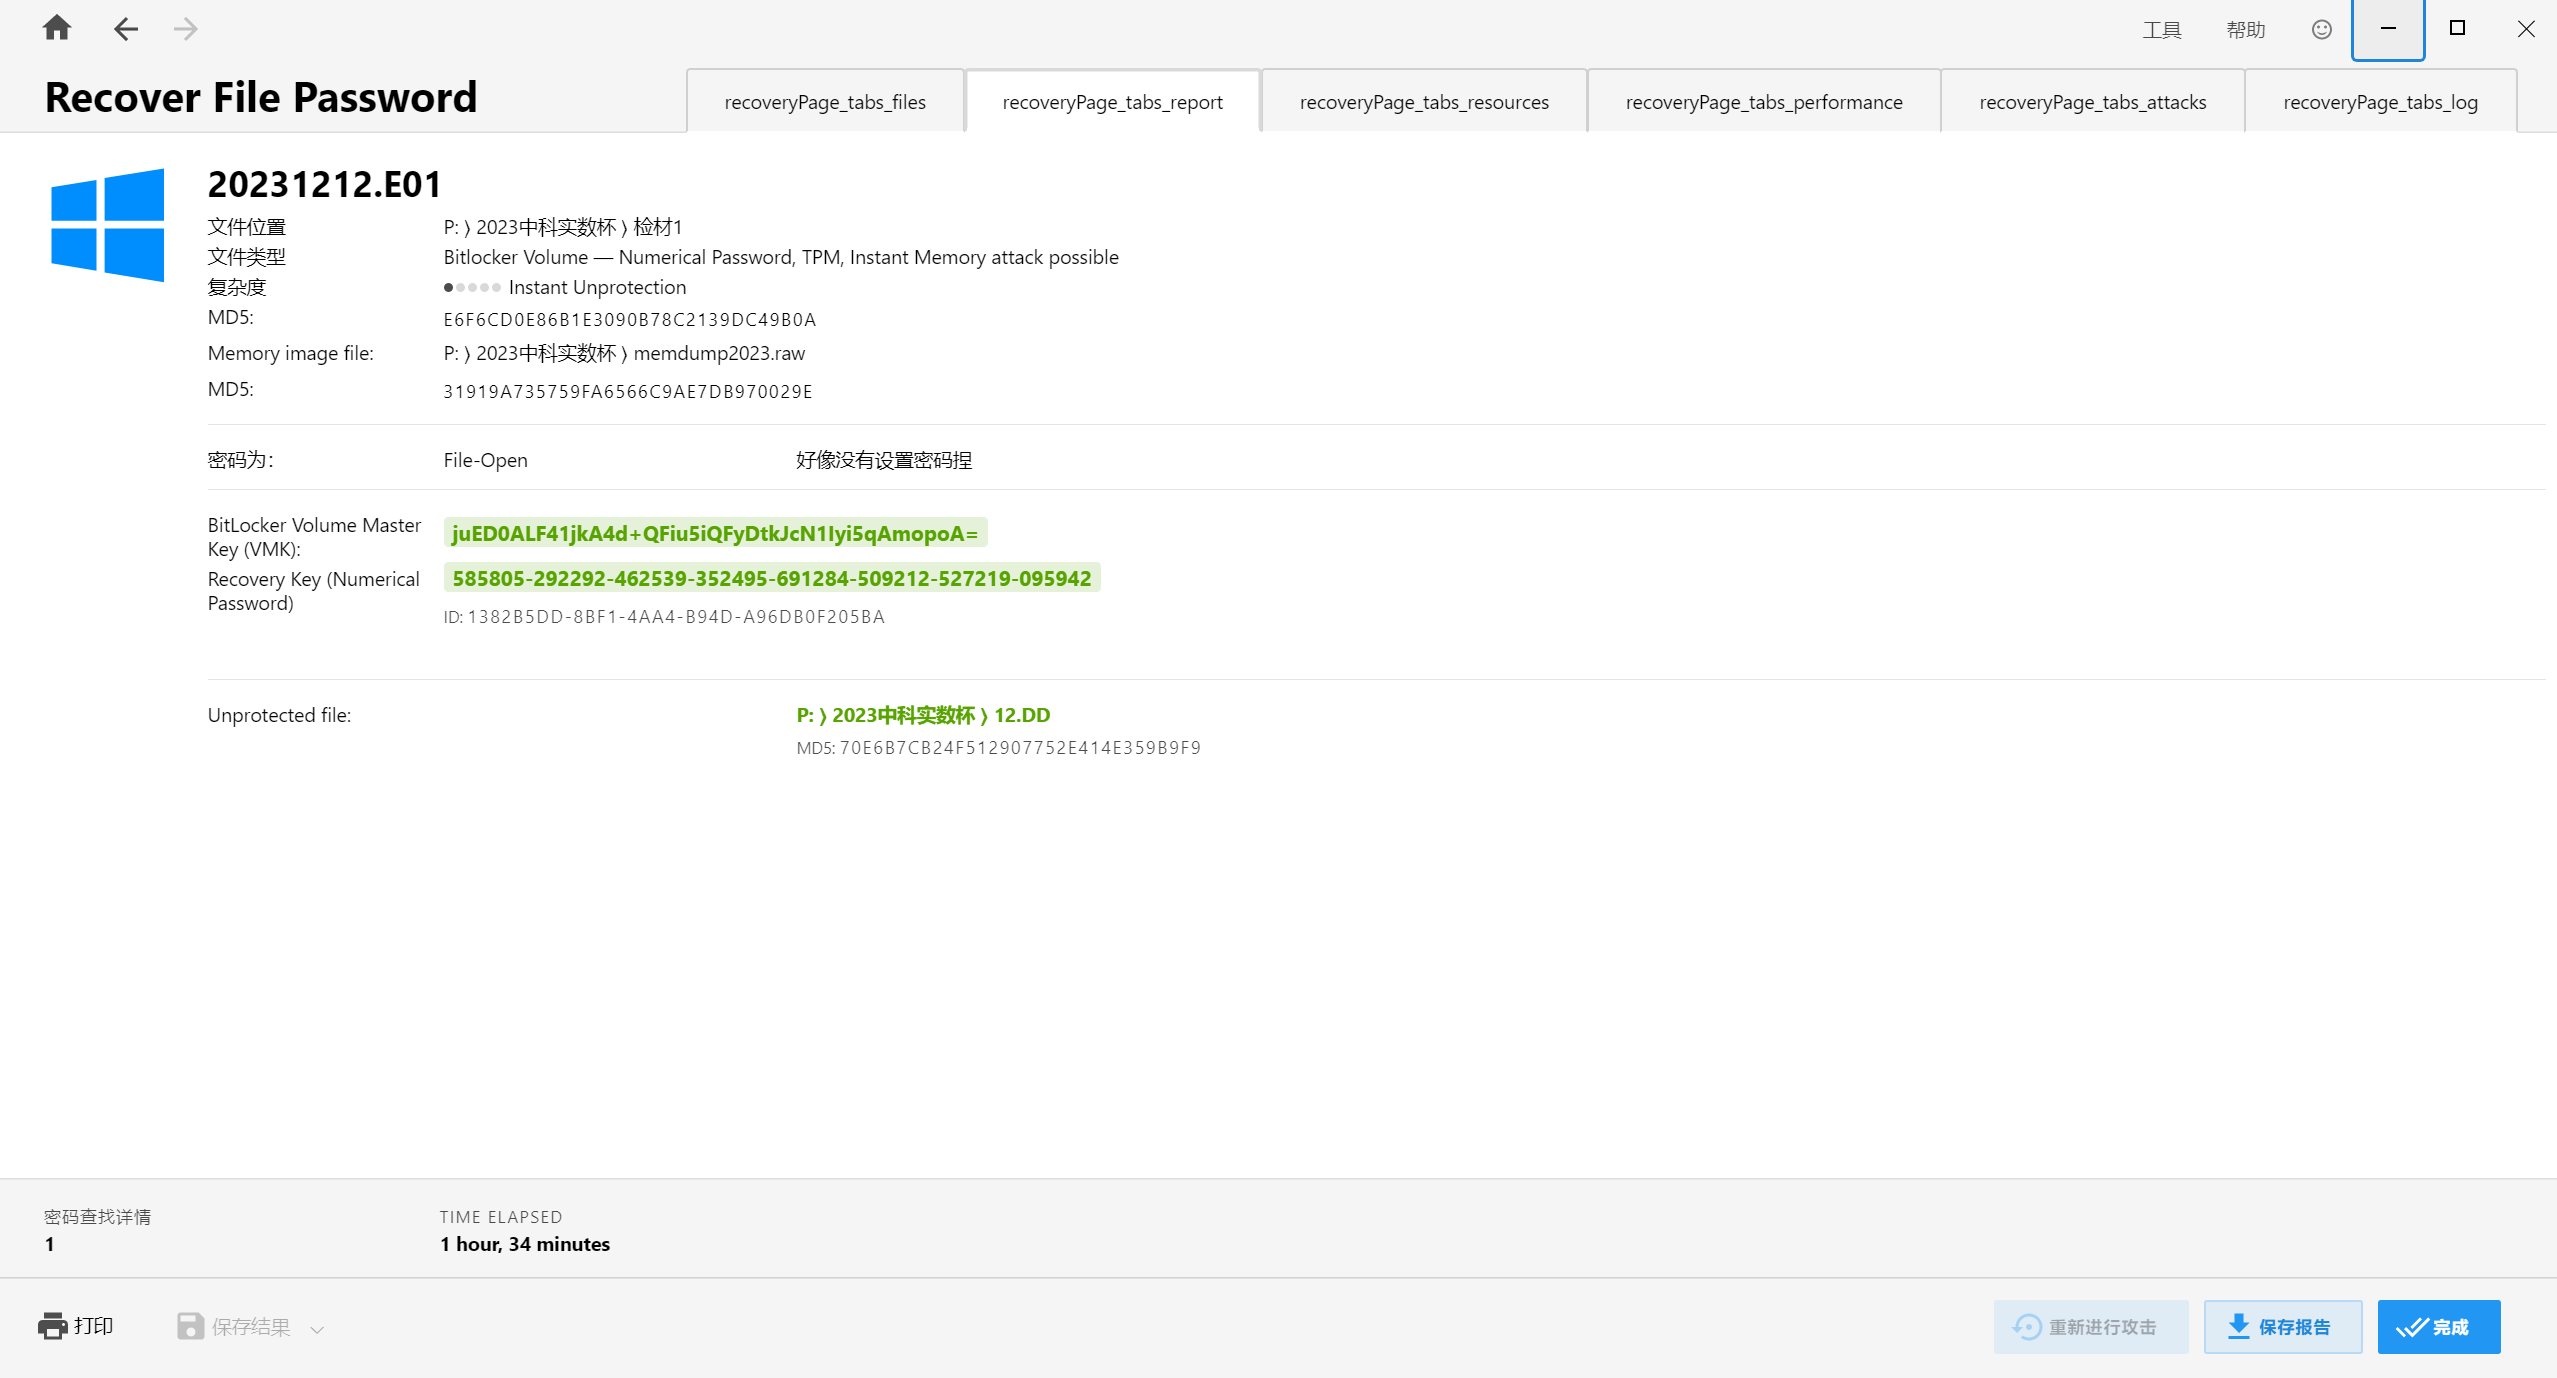 工具 帮助
Recover File Password
recoveryPage_tabs_files recoveryPage_tabs_report recoveryPage_tabs_resources recoveryPage_tabs_performance recoveryPage_tabs_attacks recoveryPage_tabs_log
20231212.E01
文件位置 P: ⟩ 2023中科实数杯 ⟩ 检材1
文件类型 Bitlocker Volume — Numerical Password, TPM, Instant Memory attack possible
复杂度 Instant Unprotection
MD5: E6F6CD0E86B1E3090B78C2139DC49B0A
Memory image file: P: ⟩ 2023中科实数杯 ⟩ memdump2023.raw
MD5: 31919A735759FA6566C9AE7DB970029E
密码为: File-Open 好像没有设置密码捏
BitLocker Volume Master
Key (VMK):
juED0ALF41jkA4d+QFiu5iQFyDtkJcN1Iyi5qAmopoA=
Recovery Key (Numerical
Password)
585805-292292-462539-352495-691284-509212-527219-095942
ID: 1382B5DD-8BF1-4AA4-B94D-A96DB0F205BA
Unprotected file: P: ⟩ 2023中科实数杯 ⟩ 12.DD
MD5: 70E6B7CB24F512907752E414E359B9F9
密码查找详情 TIME ELAPSED
1 1 hour, 34 minutes
打印 保存结果 重新进行攻击 保存报告 完成